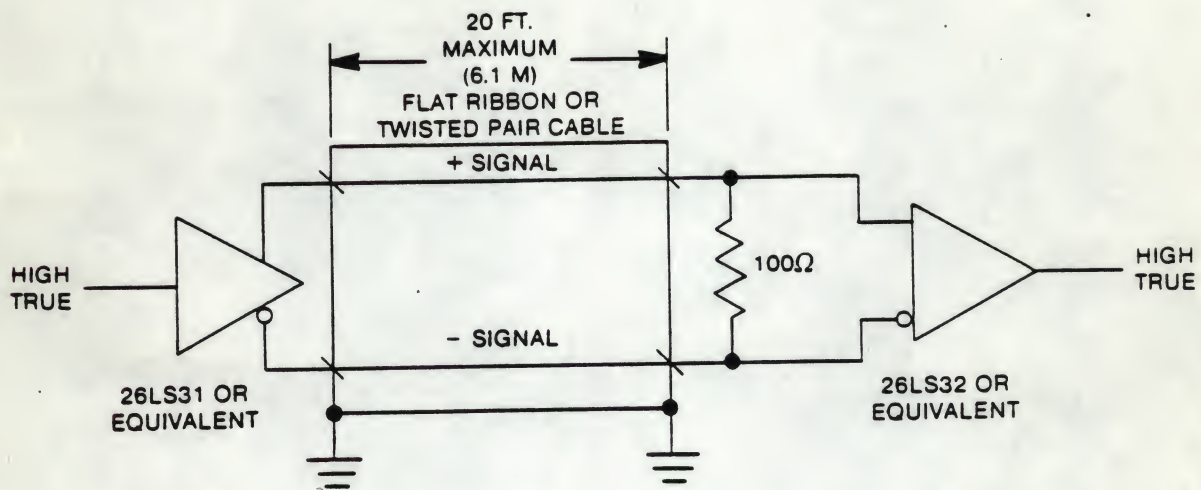 20 FT.
MAXIMUM
(6.1 M)
FLAT RIBBON OR
TWISTED PAIR CABLE
+ SIGNAL
HIGH
TRUE
100Ω
HIGH
TRUE
- SIGNAL
26LS31 OR
EQUIVALENT
26LS32 OR
EQUIVALENT